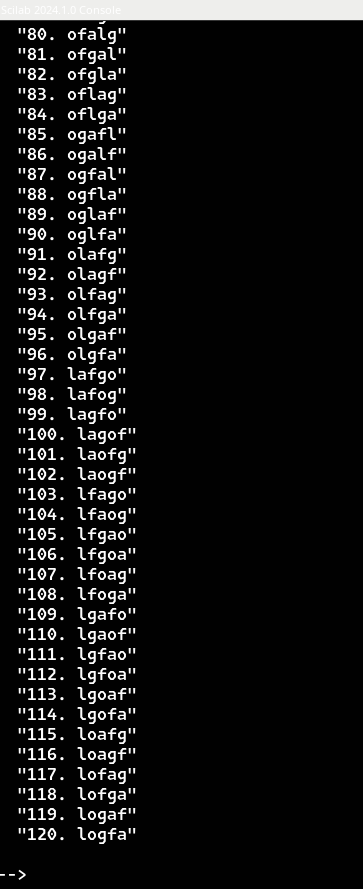 Scilab 2024.1.0 Console
"80. ofalg"
"81. ofgal"
"82. ofgla"
"83. oflag"
"84. oflga"
"85. ogafl"
"86. ogalf"
"87. ogfal"
"88. ogfla"
"89. oglaf"
"90. oglfa"
"91. olafg"
"92. olagf"
"93. olfag"
"94. olfga"
"95. olgaf"
"96. olgfa"
"97. lafgo"
"98. lafog"
"99. lagfo"
"100. lagof"
"101. laofg"
"102. laogf"
"103. lfago"
"104. lfaog"
"105. lfgao"
"106. lfgoa"
"107. lfoag"
"108. lfoga"
"109. lgafo"
"110. lgaof"
"111. lgfao"
"112. lgfoa"
"113. lgoaf"
"114. lgofa"
"115. loafg"
"116. loagf"
"117. lofag"
"118. lofga"
"119. logaf"
"120. logfa"
-->